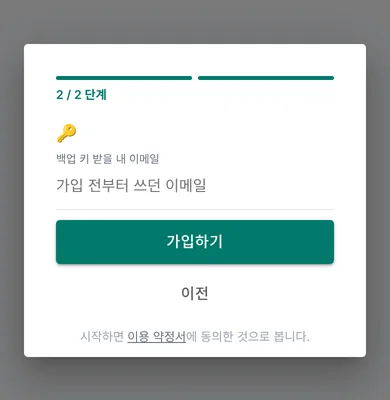 2 / 2 단계
백업 키 받을 내 이메일
가입 전부터 쓰던 이메일
가입하기
이전
시작하면 이용 약정서에 동의한 것으로 봅니다.